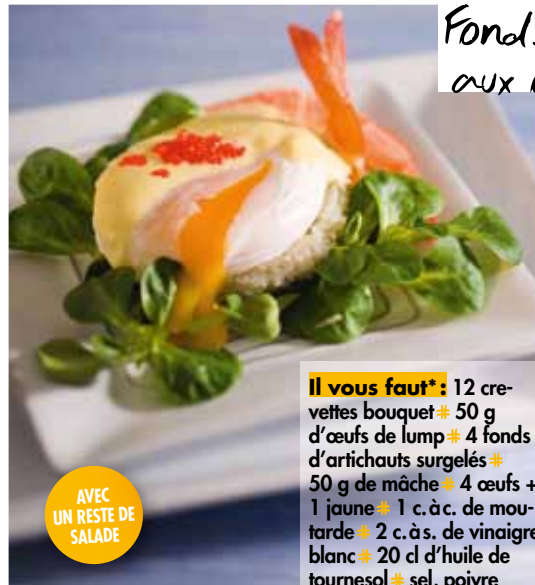 Fonds
aux
Il vous faut* : 12 cre-
vettes bouquet # 50 g
d'œufs de lump # 4 fonds
d'artichauts surgelés #
50 g de mâche # 4 œufs +
1 jaune # 1 c. à c. de mou-
tarde # 2 c. à s. de vinaigre
blanc # 20 cl d'huile de
tournesol # sel, poivre
AVEC
UN RESTE DE
SALADE